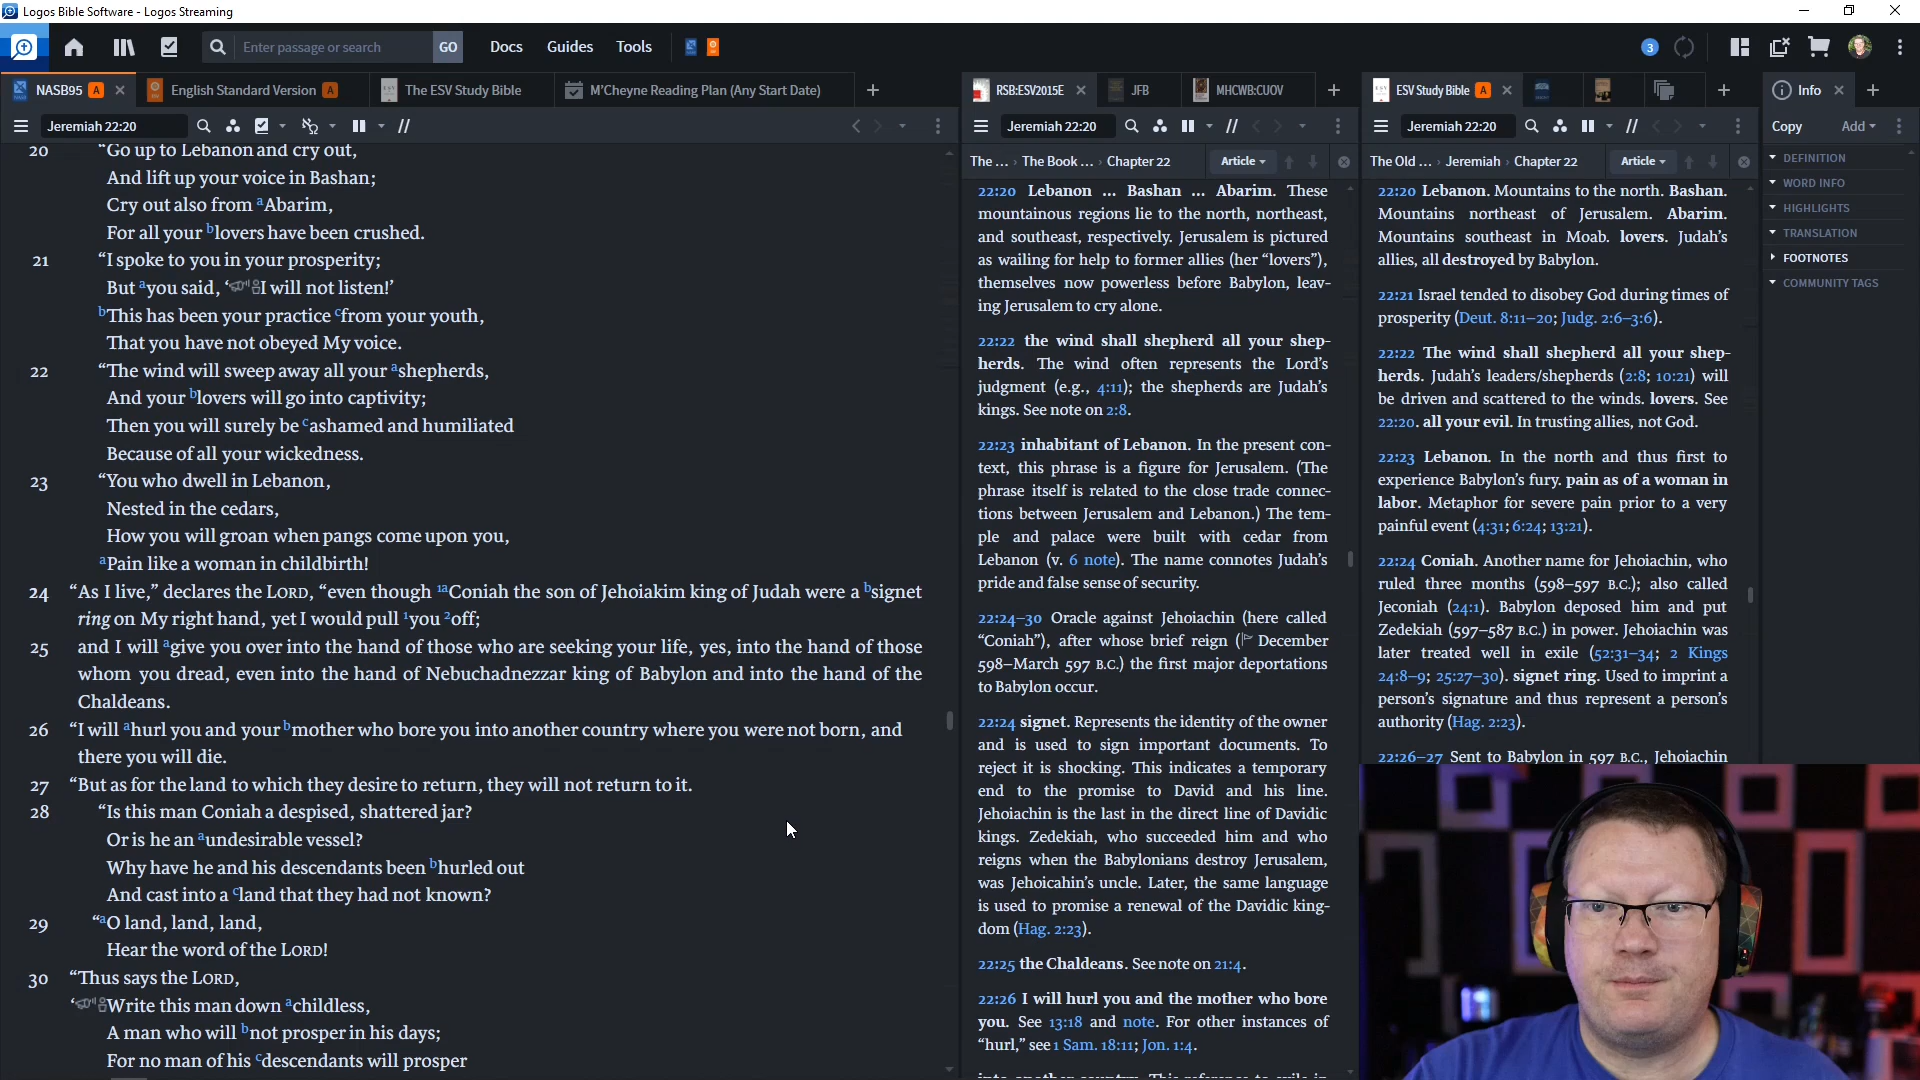 Logos Bible Software - Logos Streaming
Enter passage or search
GO
Docs
Guides
Tools
3
NASB95 A
English Standard Version A
The ESV Study Bible
M'Cheyne Reading Plan (Any Start Date)
Jeremiah 22:20
20 “Go up to Lebanon and cry out,
And lift up your voice in Bashan;
Cry out also from aAbarim,
For all your blovers have been crushed.
21 “I spoke to you in your prosperity;
But ayou said, ‘I will not listen!’
bThis has been your practice cfrom your youth,
That you have not obeyed My voice.
22 “The wind will sweep away all your ashepherds,
And your blovers will go into captivity;
Then you will surely be cashamed and humiliated
Because of all your wickedness.
23 “You who dwell in Lebanon,
Nested in the cedars,
How you will groan when pangs come upon you,
aPain like a woman in childbirth!
24 “As I live,” declares the LORD, “even though 1aConiah the son of Jehoiakim king of Judah were a bsignet
ring on My right hand, yet I would pull 1you 2off;
25 and I will agive you over into the hand of those who are seeking your life, yes, into the hand of those
whom you dread, even into the hand of Nebuchadnezzar king of Babylon and into the hand of the
Chaldeans.
26 “I will ahurl you and your bmother who bore you into another country where you were not born, and
there you will die.
27 “But as for the land to which they desire to return, they will not return to it.
28 “Is this man Coniah a despised, shattered jar?
Or is he an aundesirable vessel?
Why have he and his descendants been bhurled out
And cast into a cland that they had not known?
29 “aO land, land, land,
Hear the word of the LORD!
30 “Thus says the LORD,
‘Write this man down achildless,
A man who will bnot prosper in his days;
For no man of his cdescendants will prosper
RSB:ESV2015E
JFB
MHCWB:CUOV
Jeremiah 22:20
The ... › The Book ... › Chapter 22
Article
22:20 Lebanon ... Bashan ... Abarim. These
mountainous regions lie to the north, northeast,
and southeast, respectively. Jerusalem is pictured
as wailing for help to former allies (her “lovers”),
themselves now powerless before Babylon, leav-
ing Jerusalem to cry alone.
22:22 the wind shall shepherd all your shep-
herds. The wind often represents the Lord’s
judgment (e.g., 4:11); the shepherds are Judah’s
kings. See note on 2:8.
22:23 inhabitant of Lebanon. In the present con-
text, this phrase is a figure for Jerusalem. (The
phrase itself is related to the close trade connec-
tions between Jerusalem and Lebanon.) The tem-
ple and palace were built with cedar from
Lebanon (v. 6 note). The name connotes Judah’s
pride and false sense of security.
22:24–30 Oracle against Jehoiachin (here called
“Coniah”), after whose brief reign (December
598–March 597 B.C.) the first major deportations
to Babylon occur.
22:24 signet. Represents the identity of the owner
and is used to sign important documents. To
reject it is shocking. This indicates a temporary
end to the promise to David and his line.
Jehoiachin is the last in the direct line of Davidic
kings. Zedekiah, who succeeded him and who
reigns when the Babylonians destroy Jerusalem,
was Jehoicahin’s uncle. Later, the same language
is used to promise a renewal of the Davidic king-
dom (Hag. 2:23).
22:25 the Chaldeans. See note on 21:4.
22:26 I will hurl you and the mother who bore
you. See 13:18 and note. For other instances of
“hurl,” see 1 Sam. 18:11; Jon. 1:4.
into another country. This reference to exile in
ESV Study Bible A
Jeremiah 22:20
The Old ... › Jeremiah › Chapter 22
Article
22:20 Lebanon. Mountains to the north. Bashan.
Mountains northeast of Jerusalem. Abarim.
Mountains southeast in Moab. lovers. Judah’s
allies, all destroyed by Babylon.
22:21 Israel tended to disobey God during times of
prosperity (Deut. 8:11–20; Judg. 2:6–3:6).
22:22 The wind shall shepherd all your shep-
herds. Judah’s leaders/shepherds (2:8; 10:21) will
be driven and scattered to the winds. lovers. See
22:20. all your evil. In trusting allies, not God.
22:23 Lebanon. In the north and thus first to
experience Babylon’s fury. pain as of a woman in
labor. Metaphor for severe pain prior to a very
painful event (4:31; 6:24; 13:21).
22:24 Coniah. Another name for Jehoiachin, who
ruled three months (598–597 B.C.); also called
Jeconiah (24:1). Babylon deposed him and put
Zedekiah (597–587 B.C.) in power. Jehoiachin was
later treated well in exile (52:31–34; 2 Kings
24:8–9; 25:27–30). signet ring. Used to imprint a
person’s signature and thus represent a person’s
authority (Hag. 2:23).
22:26–27 Sent to Babylon in 597 B.C., Jehoiachin
Info
Copy
Add
DEFINITION
WORD INFO
HIGHLIGHTS
TRANSLATION
FOOTNOTES
COMMUNITY TAGS